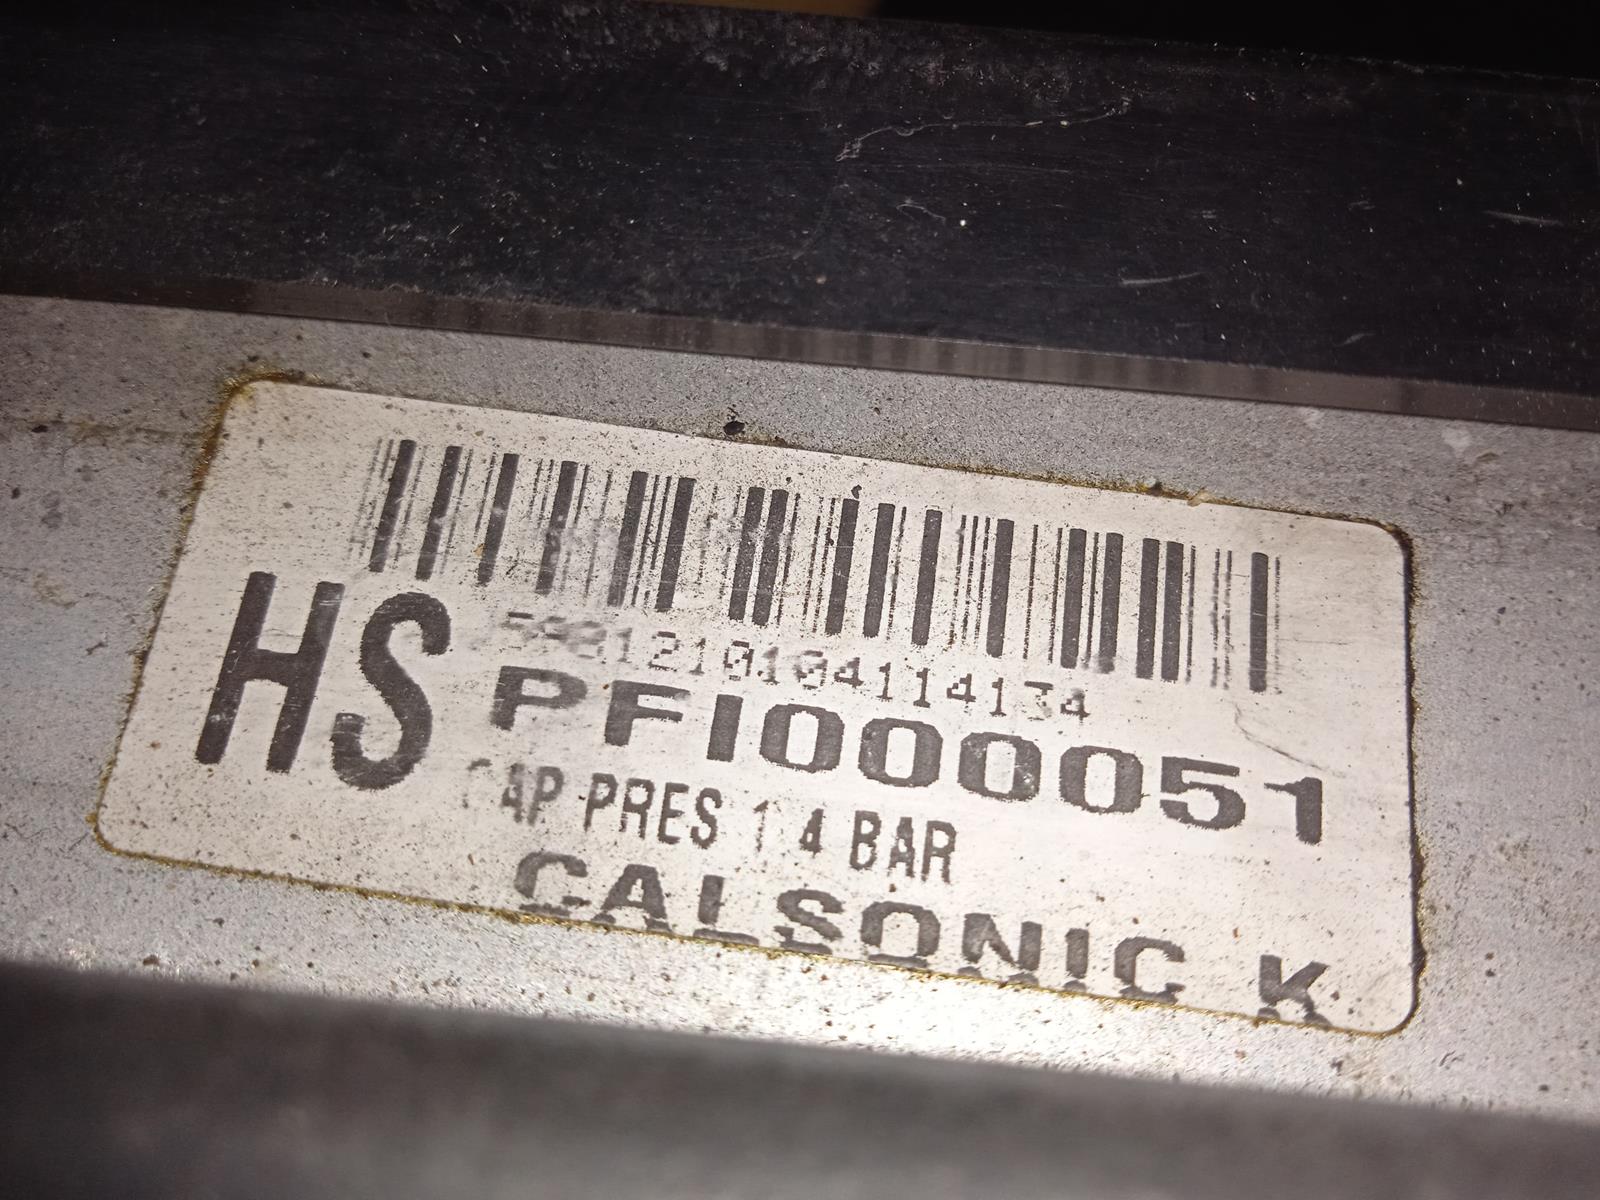 HS
PFI000051
CAP PRES 1.4 BAR
CALSONIC K